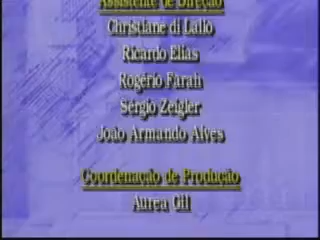 Assistente de Direção
Christiane di Lallo
Ricardo Elias
Rogério Farah
Sérgio Zeigler
João Armando Alves
Coordenação de Produção
Aurea Gil